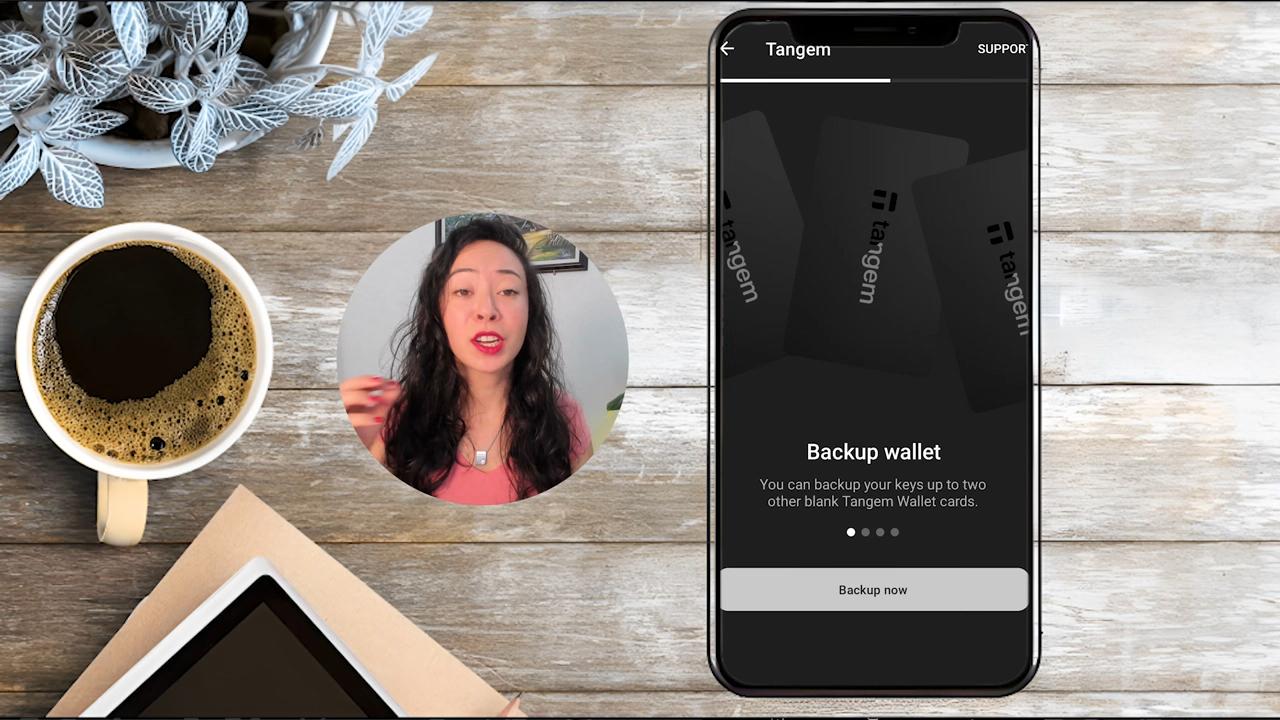 Tangem
SUPPOR
tangem
tangem
tangem
Backup wallet
You can backup your keys up to two
other blank Tangem Wallet cards.
Backup now